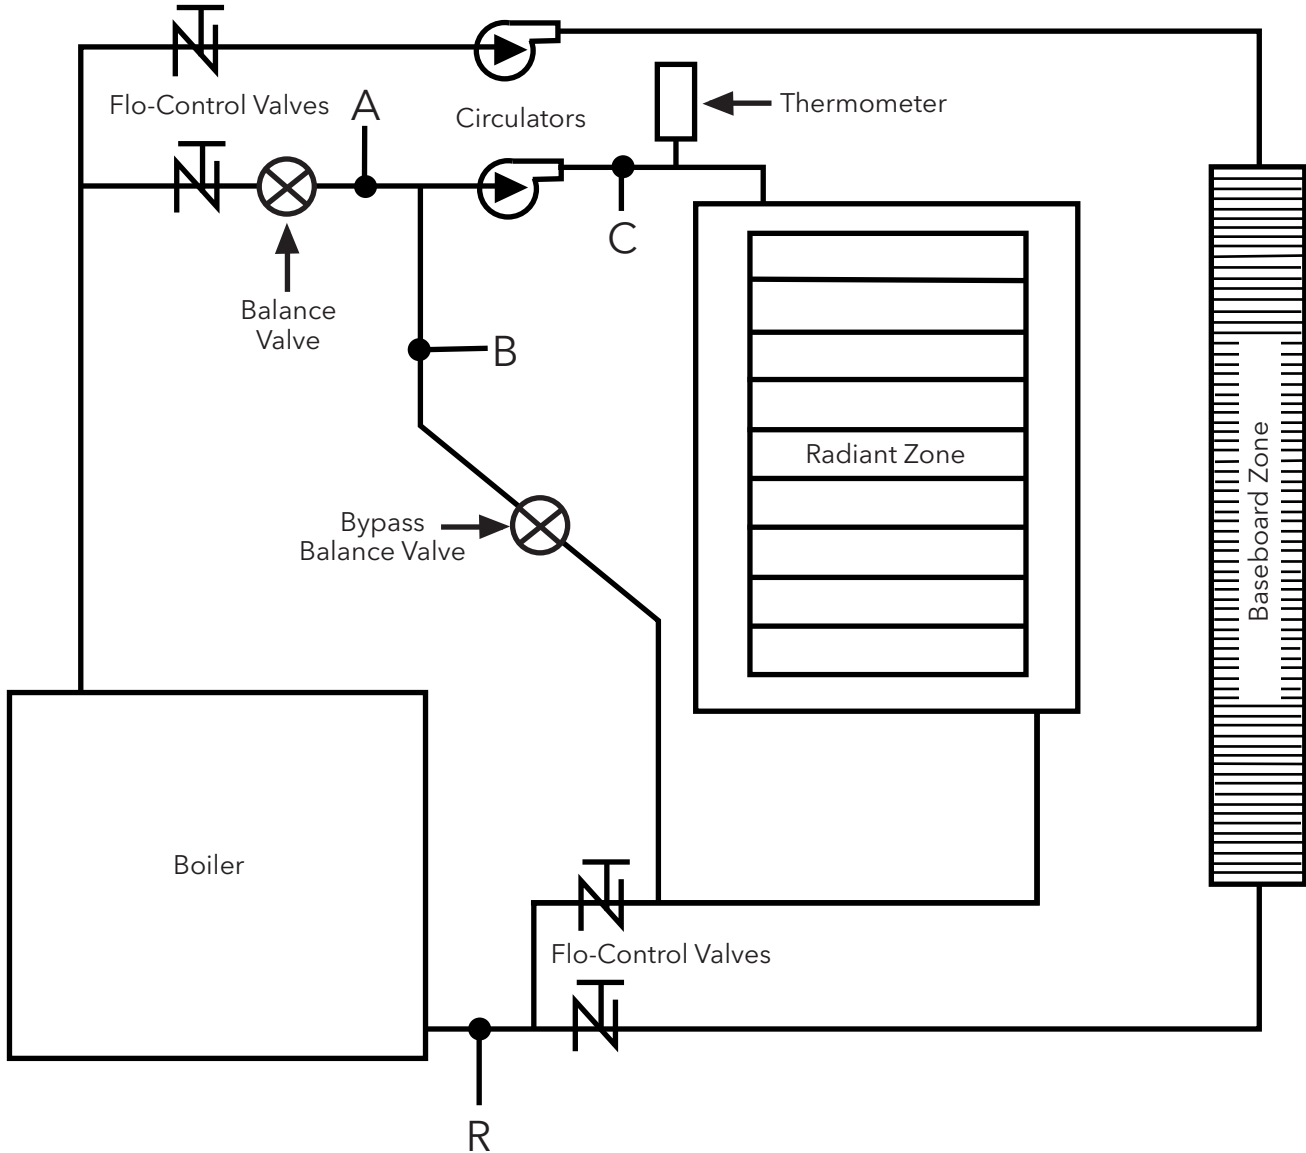 Flo-Control Valves
A
Circulators
Thermometer
C
Balance
Valve
B
Radiant Zone
Baseboard Zone
Bypass
Balance Valve
Boiler
Flo-Control Valves
R